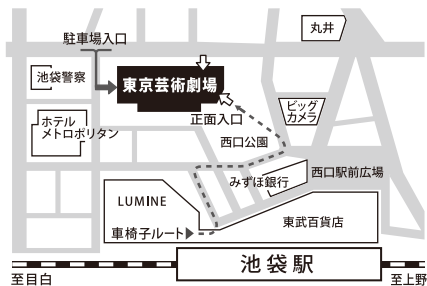 丸井
駐車場入口
池袋警察
東京芸術劇場
正面入口
ビッグ
カメラ
ホテル
メトロポリタン
西口公園
西口駅前広場
みずほ銀行
LUMINE
東武百貨店
車椅子ルート
池袋駅
至目白
至上野